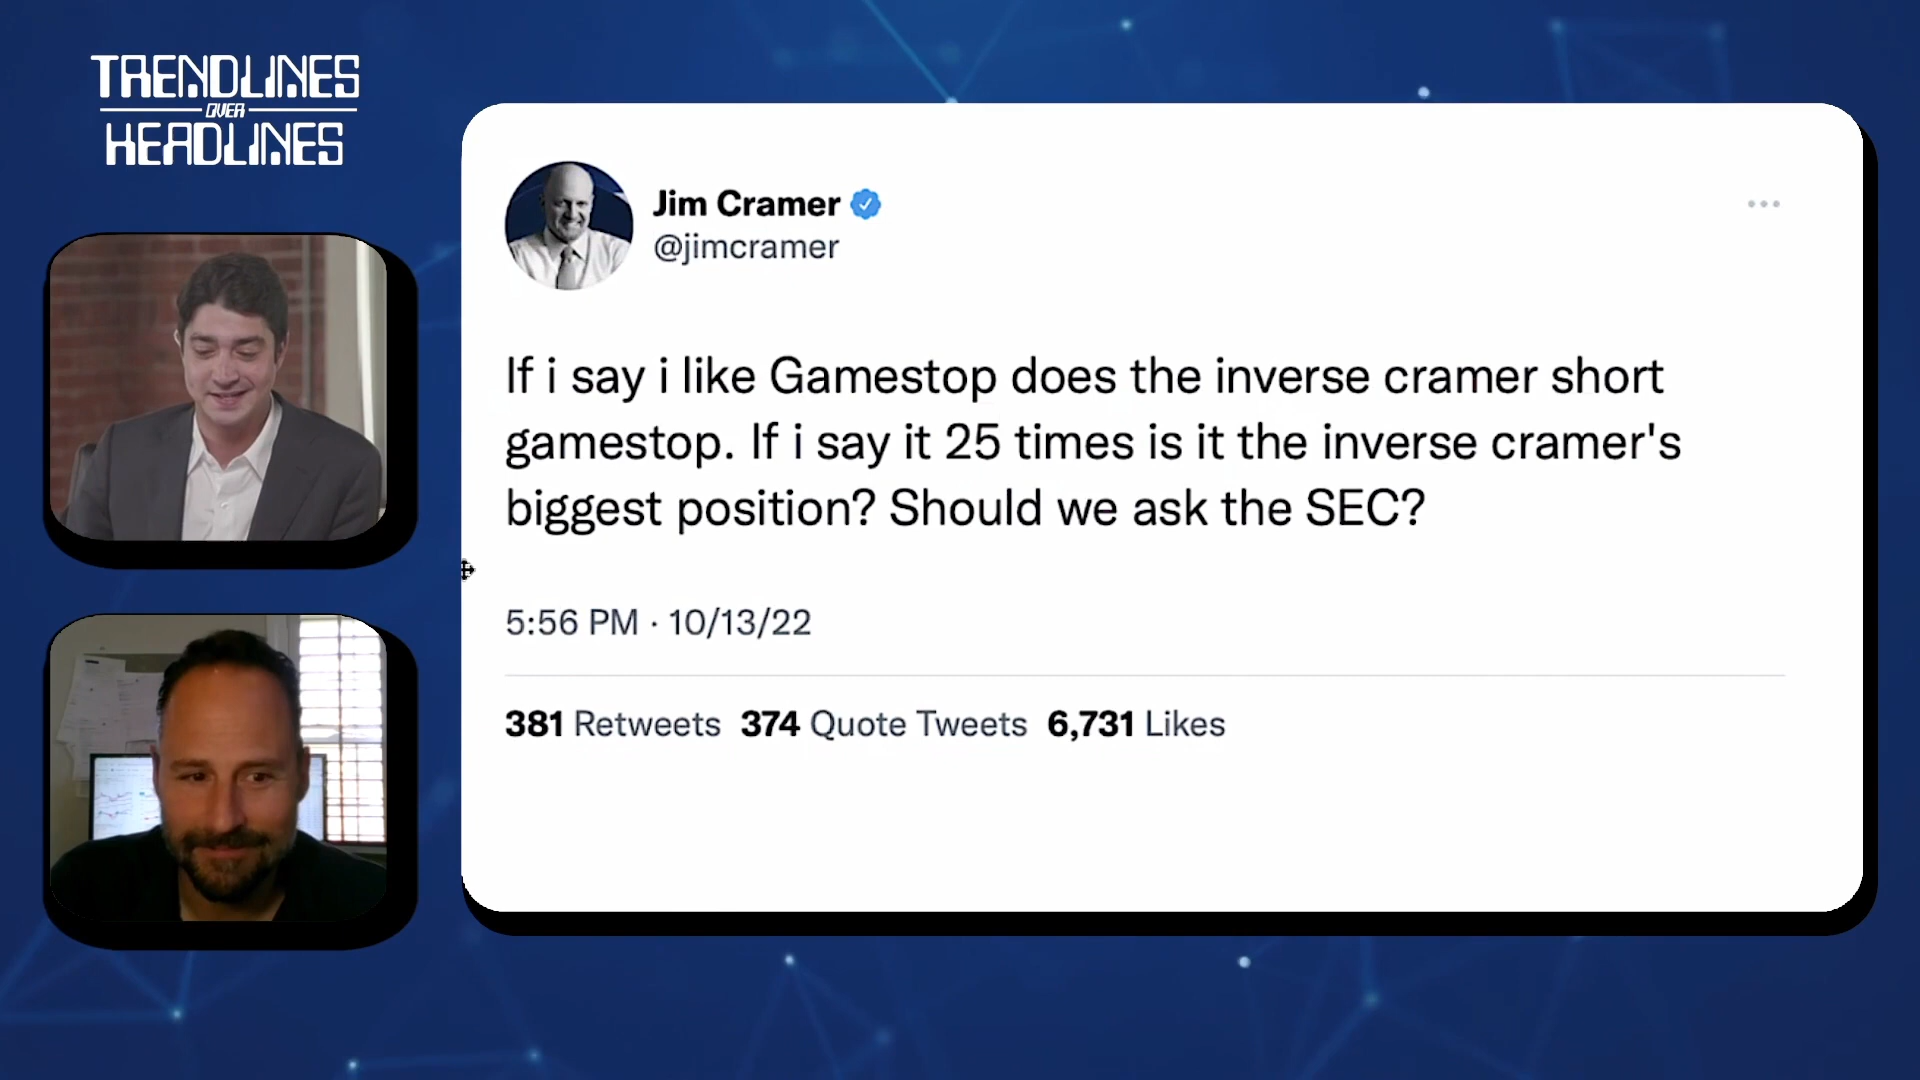 TRENDLINES
OVER
HEADLINES
Jim Cramer
@jimcramer
If i say i like Gamestop does the inverse cramer short
gamestop. If i say it 25 times is it the inverse cramer's
biggest position? Should we ask the SEC?
5:56 PM · 10/13/22
381 Retweets 374 Quote Tweets 6,731 Likes